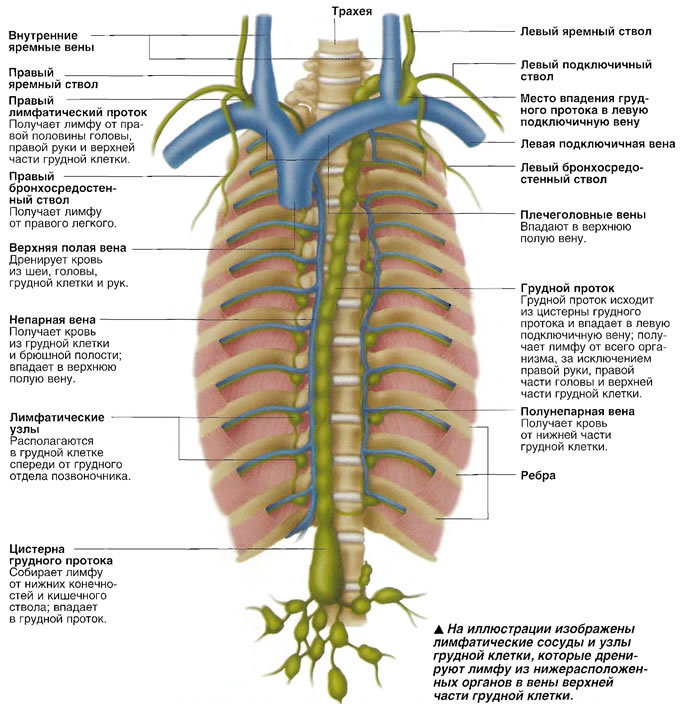 Трахея
Внутренние
яремные вены
Правый
яремный ствол
Правый
лимфатический проток
Получает лимфу от пра-
вой половины головы,
правой руки и верхней
части грудной клетки.
Правый
бронхосредостен-
ный ствол
Получает лимфу
от правого легкого.
Верхняя полая вена
Дренирует кровь
из шеи, головы,
грудной клетки и рук.
Непарная вена
Получает кровь
из грудной клетки
и брюшной полости;
впадает в верхнюю
полую вену.
Лимфатические
узлы
Располагаются
в грудной клетке
спереди от грудного
отдела позвоночника.
Цистерна
грудного протока
Собирает лимфу
от нижних конечно-
стей и кишечного
ствола; впадает
в грудной проток.
Левый яремный ствол
Левый подключичный
ствол
Место впадения груд-
ного протока в левую
подключичную вену
Левая подключичная вена
Левый бронхосредо-
стенный ствол
Плечеголовные вены
Впадают в верхнюю
полую вену.
Грудной проток
Грудной проток исходит
из цистерны грудного
протока и впадает в левую
подключичную вену; полу-
чает лимфу от всего орга-
низма, за исключением
правой руки, правой
части головы и верхней
части грудной клетки.
Полунепарная вена
Получает кровь
от нижней части
грудной клетки.
Ребра
▲ На иллюстрации изображены
лимфатические сосуды и узлы
грудной клетки, которые дрени-
руют лимфу из нижерасположен-
ных органов в вены верхней
части грудной клетки.